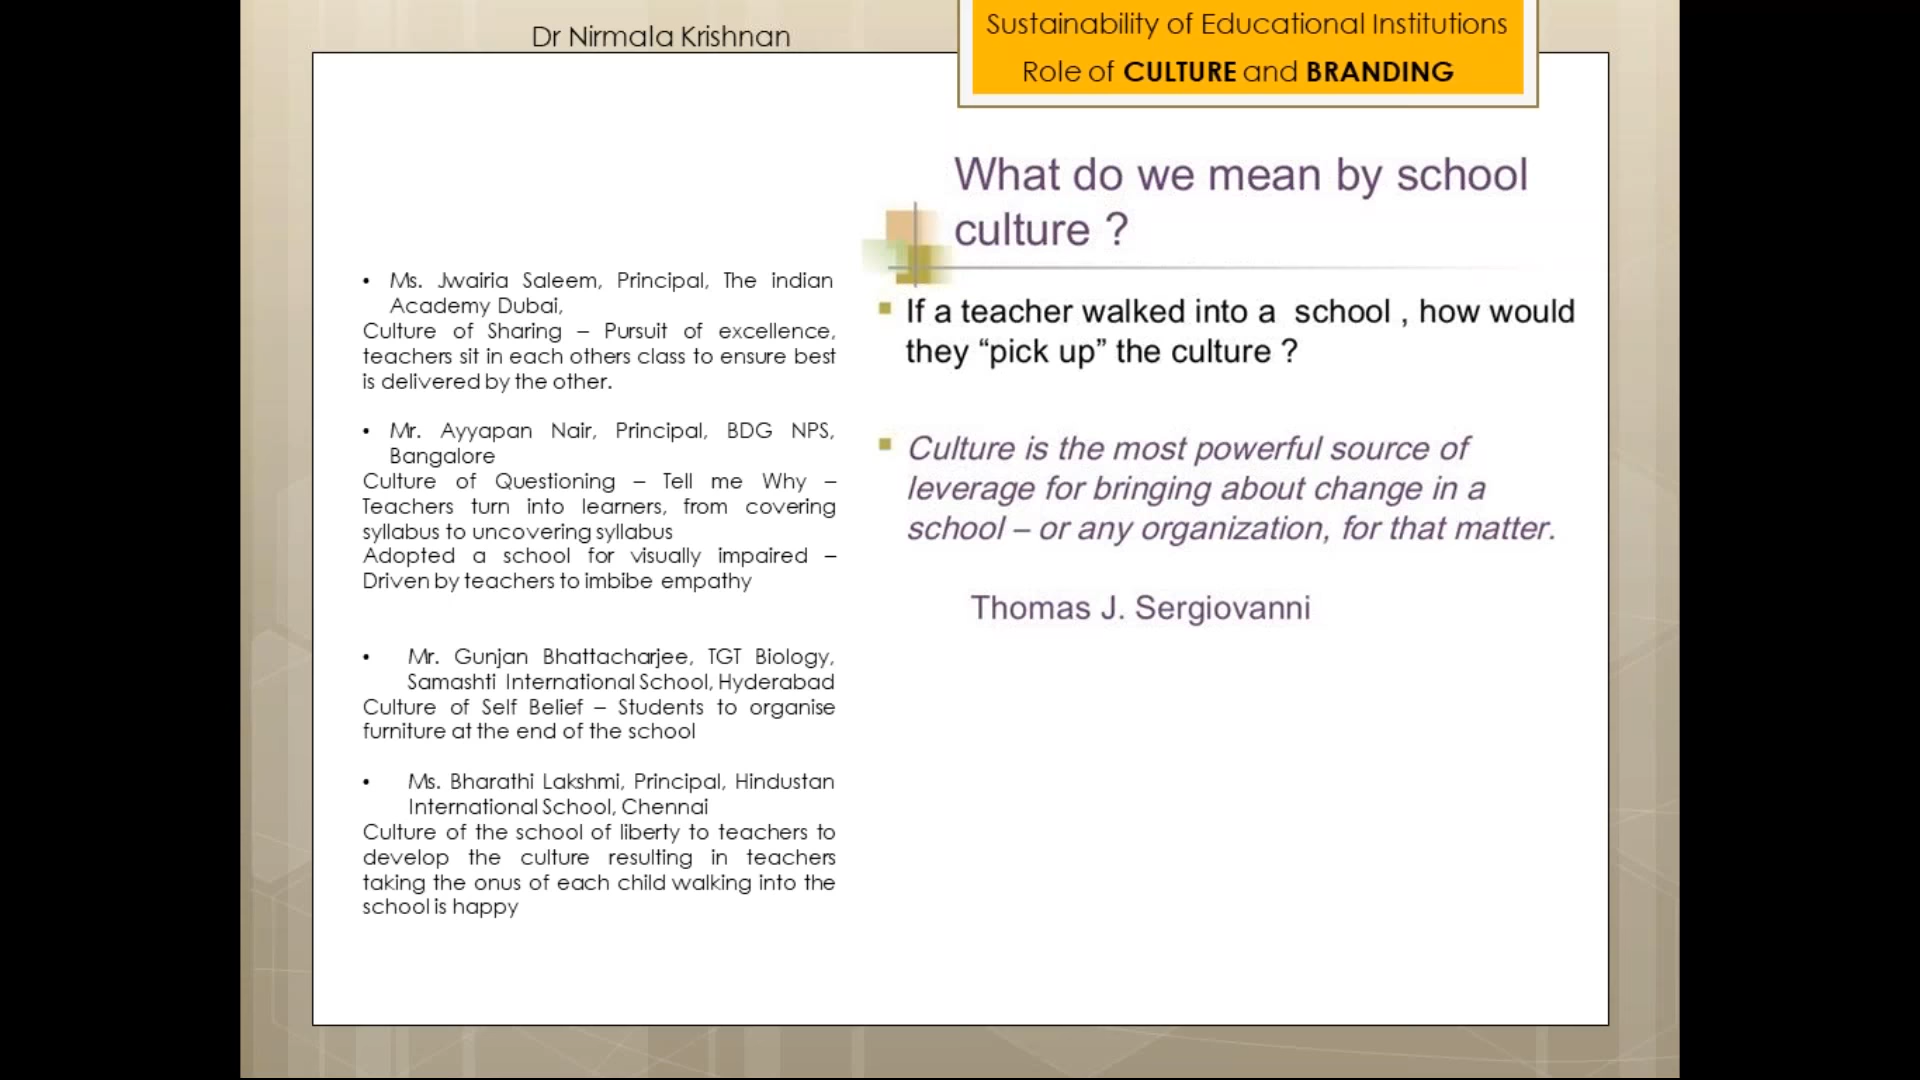 Dr Nirmala Krishnan
Sustainability of Educational Institutions
Role of CULTURE and BRANDING
• Ms. Jwairia Saleem, Principal, The indian
Academy Dubai,
Culture of Sharing – Pursuit of excellence,
teachers sit in each others class to ensure best
is delivered by the other.
• Mr. Ayyapan Nair, Principal, BDG NPS,
Bangalore
Culture of Questioning – Tell me Why –
Teachers turn into learners, from covering
syllabus to uncovering syllabus
Adopted a school for visually impaired –
Driven by teachers to imbibe empathy
• Mr. Gunjan Bhattacharjee, TGT Biology,
Samashti International School, Hyderabad
Culture of Self Belief – Students to organise
furniture at the end of the school
• Ms. Bharathi Lakshmi, Principal, Hindustan
International School, Chennai
Culture of the school of liberty to teachers to
develop the culture resulting in teachers
taking the onus of each child walking into the
school is happy
What do we mean by school
culture ?
If a teacher walked into a school , how would
they “pick up” the culture ?
Culture is the most powerful source of
leverage for bringing about change in a
school – or any organization, for that matter.
Thomas J. Sergiovanni